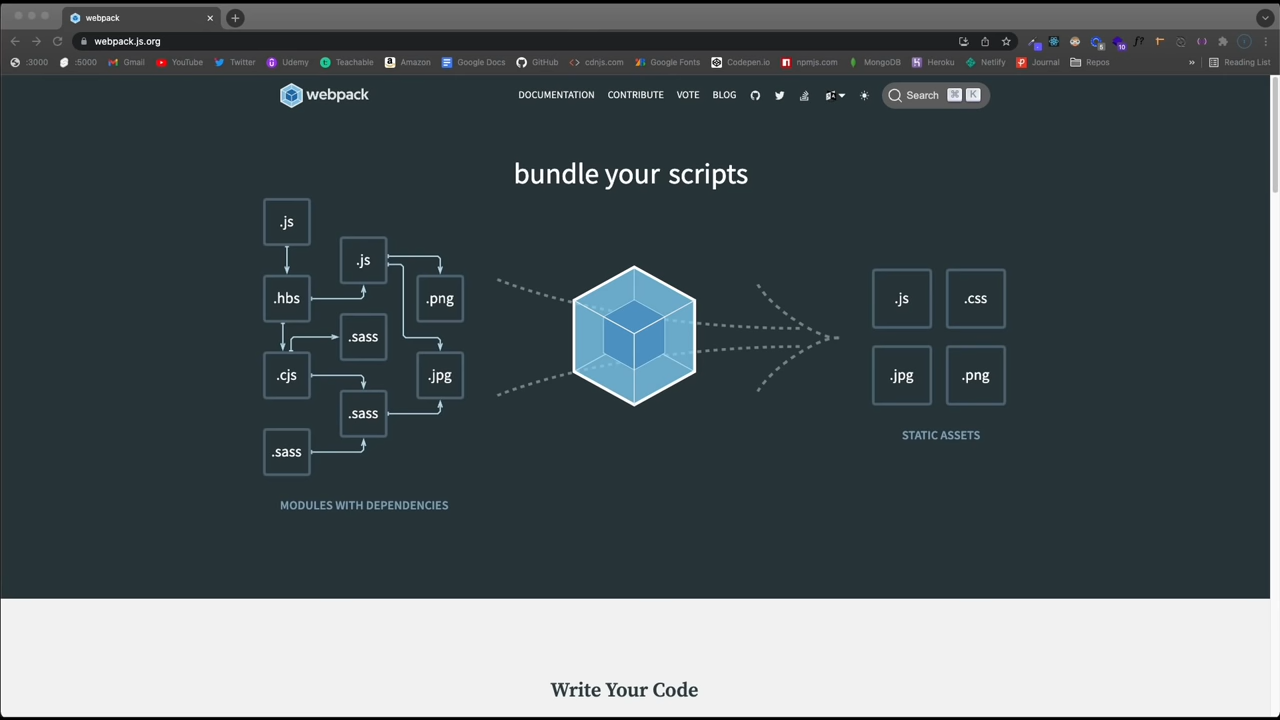 webpack
webpack.js.org
:3000 :5000 Gmail YouTube Twitter Udemy Teachable Amazon Google Docs GitHub cdnjs.com Google Fonts Codepen.io npmjs.com MongoDB Heroku Netlify Journal Repos » Reading List
webpack DOCUMENTATION CONTRIBUTE VOTE BLOG Search ⌘ K
bundle your scripts
.js
.js
.hbs
.png
.sass
.cjs
.jpg
.sass
.sass
MODULES WITH DEPENDENCIES
.js .css
.jpg .png
STATIC ASSETS
Write Your Code